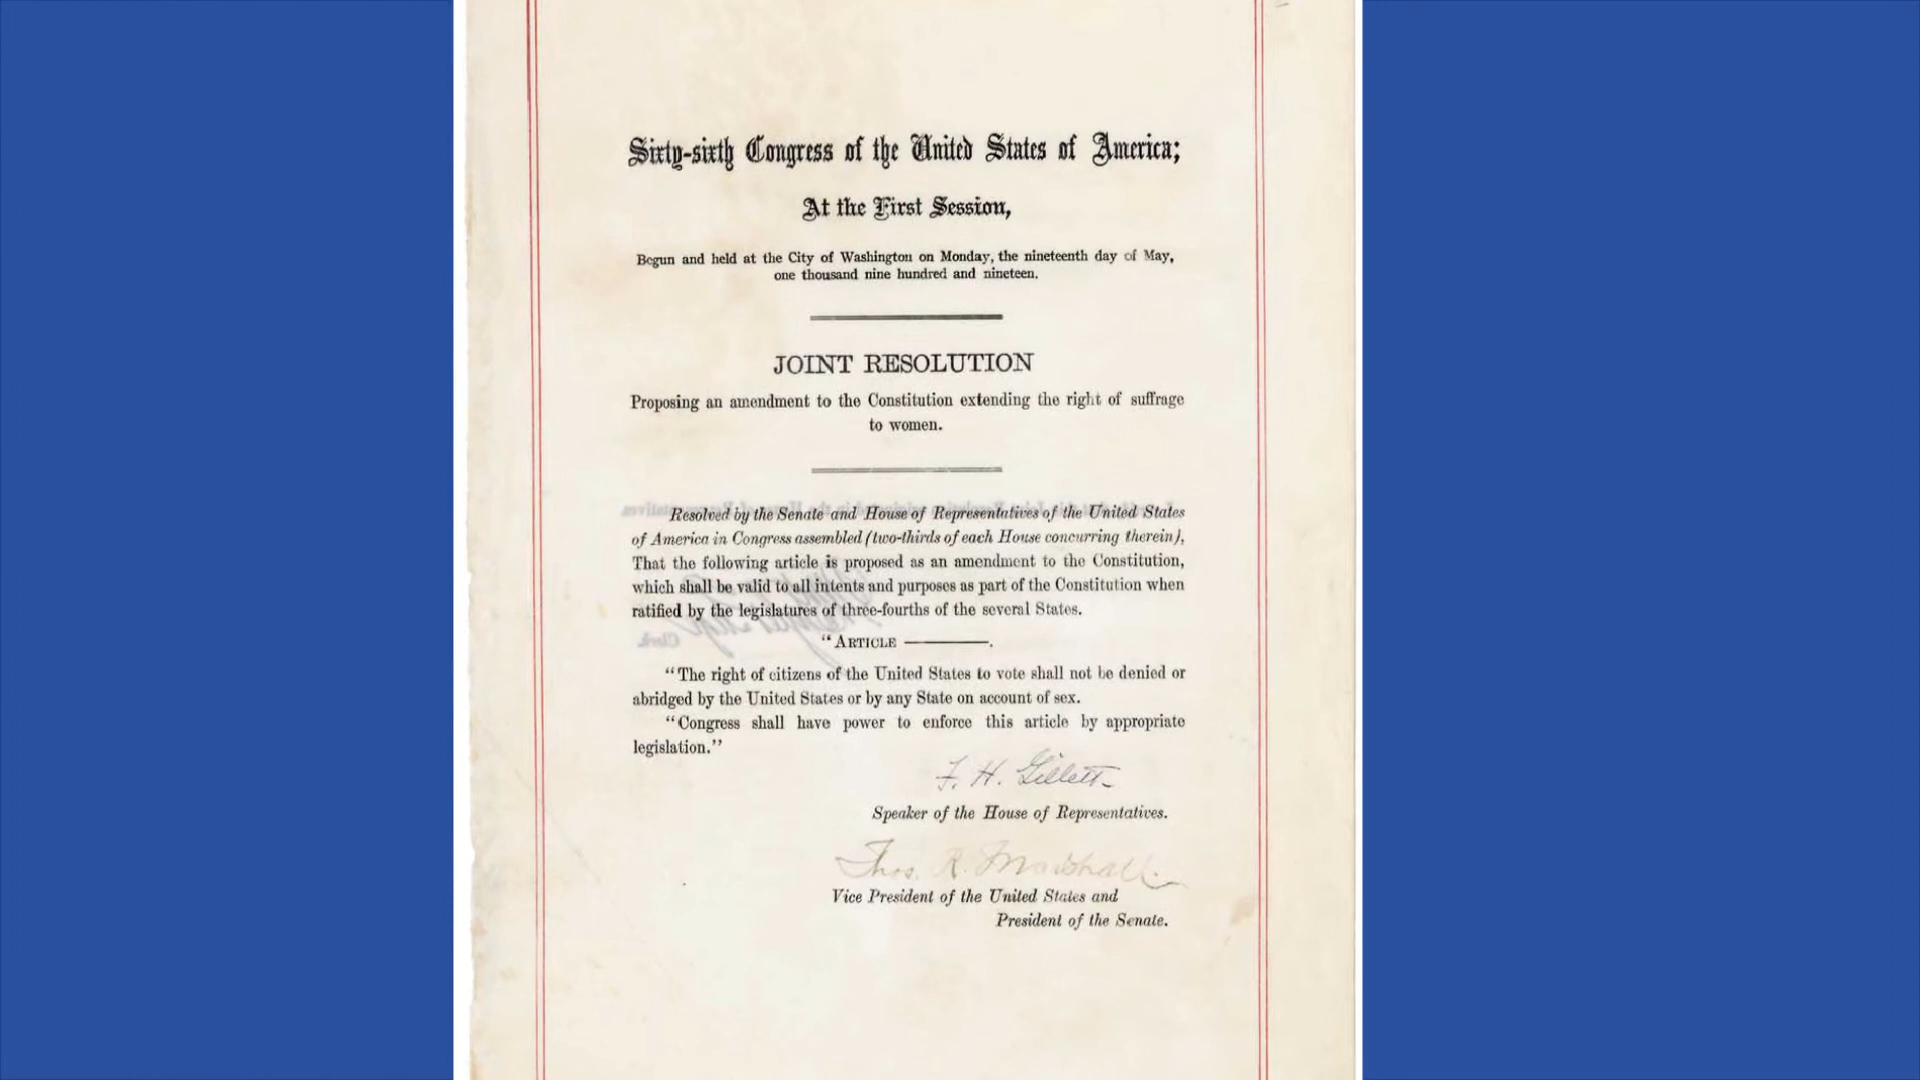 Sixty-sixth Congress of the United States of America;
At the First Session,
Begun and held at the City of Washington on Monday, the nineteenth day of May,
one thousand nine hundred and nineteen.
JOINT RESOLUTION
Proposing an amendment to the Constitution extending the right of suffrage
to women.
Resolved by the Senate and House of Representatives of the United States
of America in Congress assembled (two-thirds of each House concurring therein),
That the following article is proposed as an amendment to the Constitution,
which shall be valid to all intents and purposes as part of the Constitution when
ratified by the legislatures of three-fourths of the several States.
"ARTICLE ————.
"The right of citizens of the United States to vote shall not be denied or
abridged by the United States or by any State on account of sex.
"Congress shall have power to enforce this article by appropriate
legislation."
F. H. Gillett
Speaker of the House of Representatives.
Thos. R. Marshall.
Vice President of the United States and
President of the Senate.